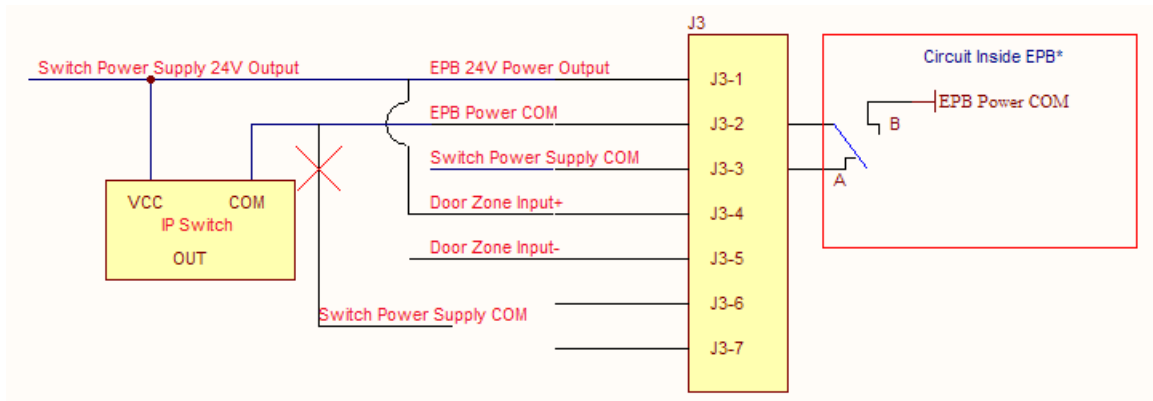 J3
Switch Power Supply 24V Output
EPB 24V Power Output
J3-1
Circuit Inside EPB*
EPB Power COM
J3-2
EPB Power COM
B
Switch Power Supply COM
J3-3
A
VCC
COM
Door Zone Input+
J3-4
IP Switch
OUT
Door Zone Input-
J3-5
J3-6
Switch Power Supply COM
J3-7